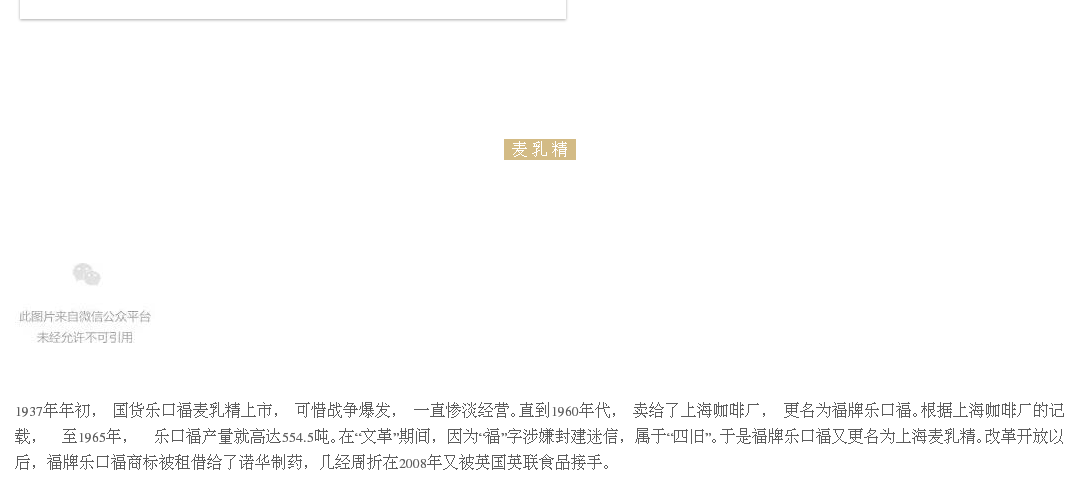 麦乳精
此图片来自微信公众平台
未经允许不可引用
1937年年初， 国货乐口福麦乳精上市， 可惜战争爆发， 一直惨淡经营。直到1960年代， 卖给了上海咖啡厂， 更名为福牌乐口福。根据上海咖啡厂的记
载， 至1965年， 乐口福产量就高达554.5吨。在“文革”期间，因为“福”字涉嫌封建迷信，属于“四旧”。于是福牌乐口福又更名为上海麦乳精。改革开放以
后，福牌乐口福商标被租借给了诺华制药，几经周折在2008年又被英国英联食品接手。